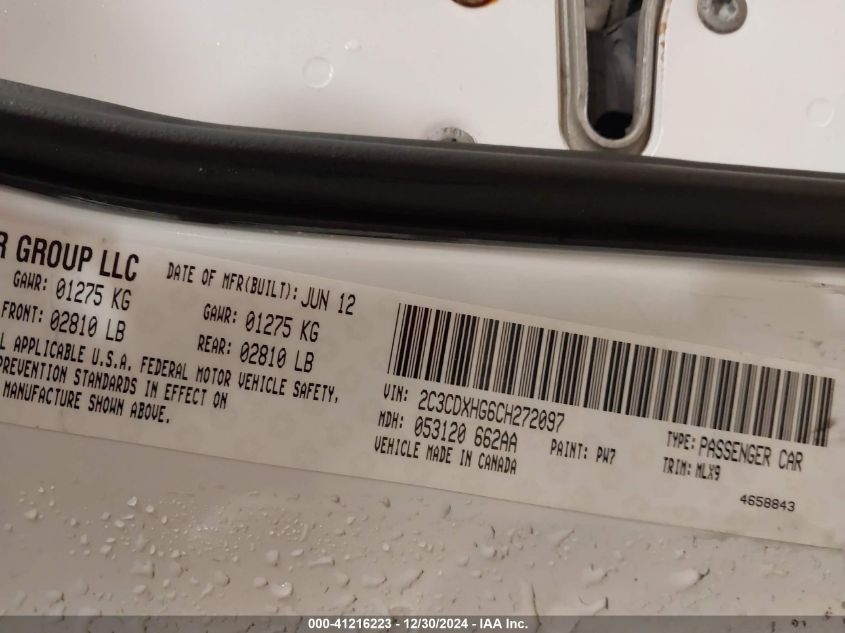 R GROUP LLC
DATE OF MFR(BUILT): JUN 12
GAWR: 01275 KG
FRONT: 02810 LB
GAWR: 01275 KG
REAR: 02810 LB
L APPLICABLE U.S.A. FEDERAL MOTOR VEHICLE SAFETY,
PREVENTION STANDARDS IN EFFECT ON
MANUFACTURE SHOWN ABOVE.
VIN: 2C3CDXHG6CH272097
MDH: 053120 662AA
PAINT: PW7
TYPE: PASSENGER CAR
VEHICLE MADE IN CANADA
TRIM: MLX9
4658843
000-41216223 - 12/30/2024 - IAAI.com